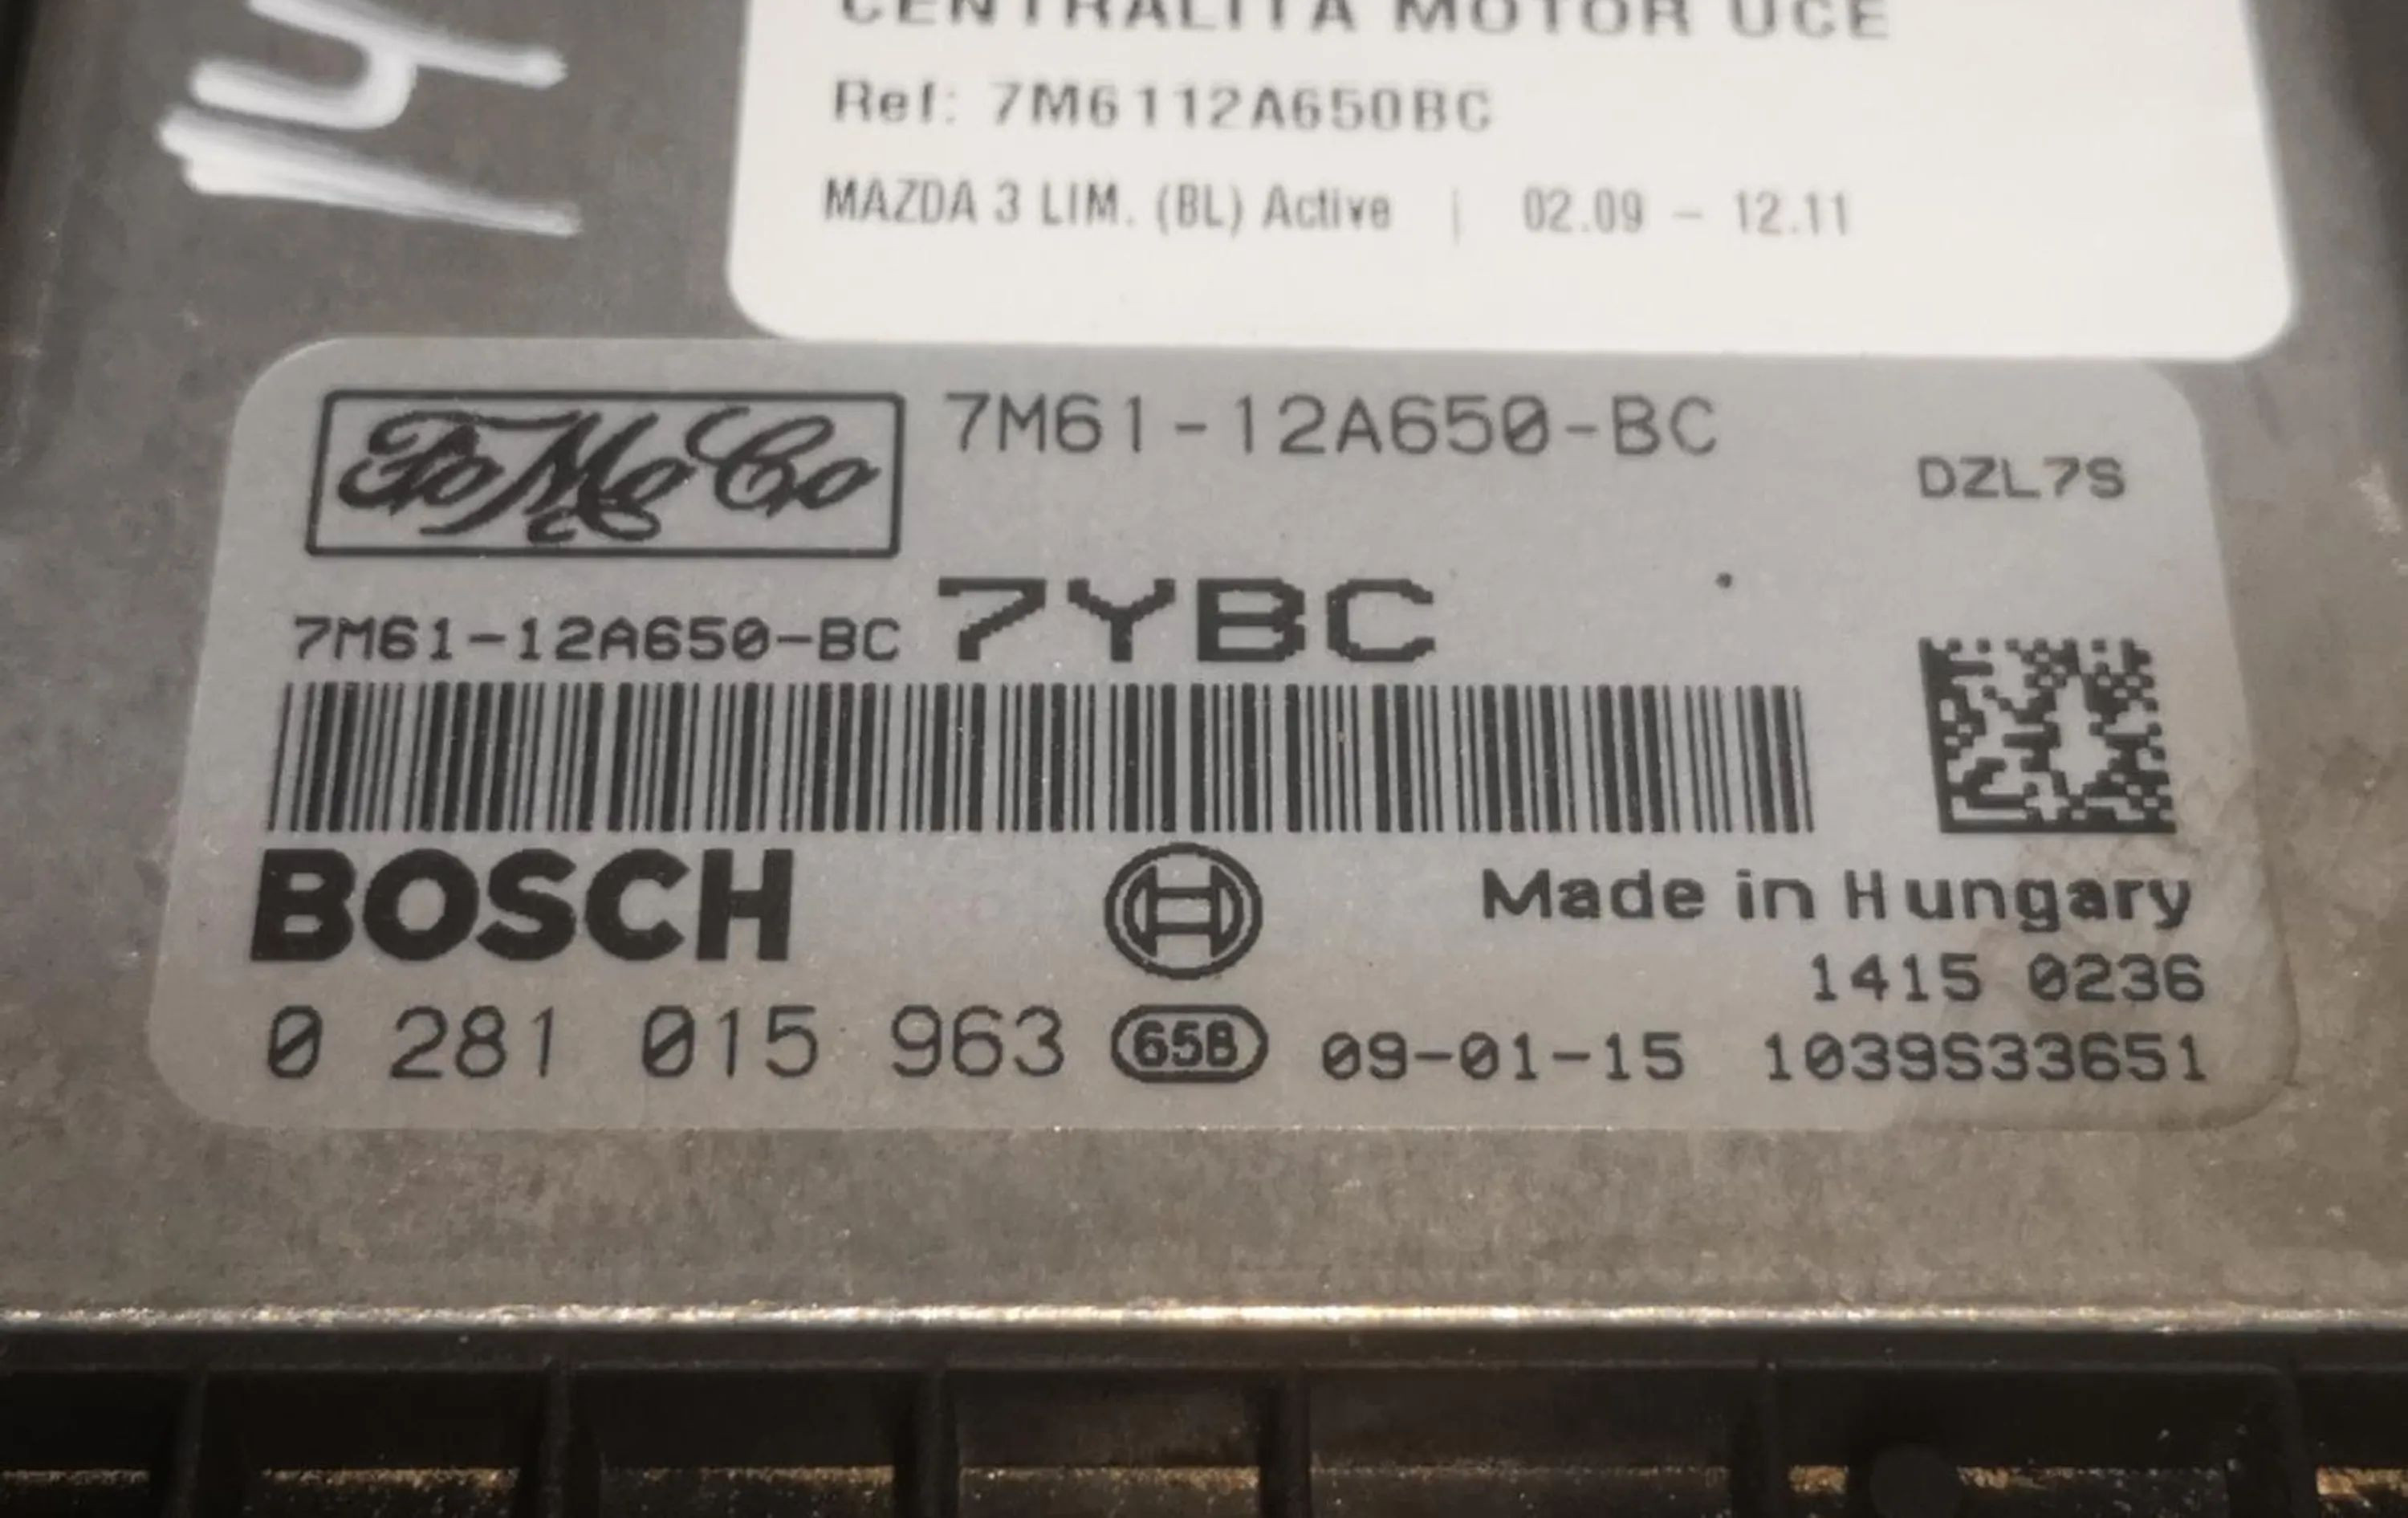 14
CENTRALITA MOTOR UCE
Ref: 7M6112A650BC
MAZDA 3 LIM. (BL) Active | 02.09 - 12.11
FoMoCo 7M61-12A650-BC
DZL7S
7M61-12A650-BC 7YBC
BOSCH Made in Hungary
1415 0236
0 281 015 963 65B 09-01-15 1039S33651